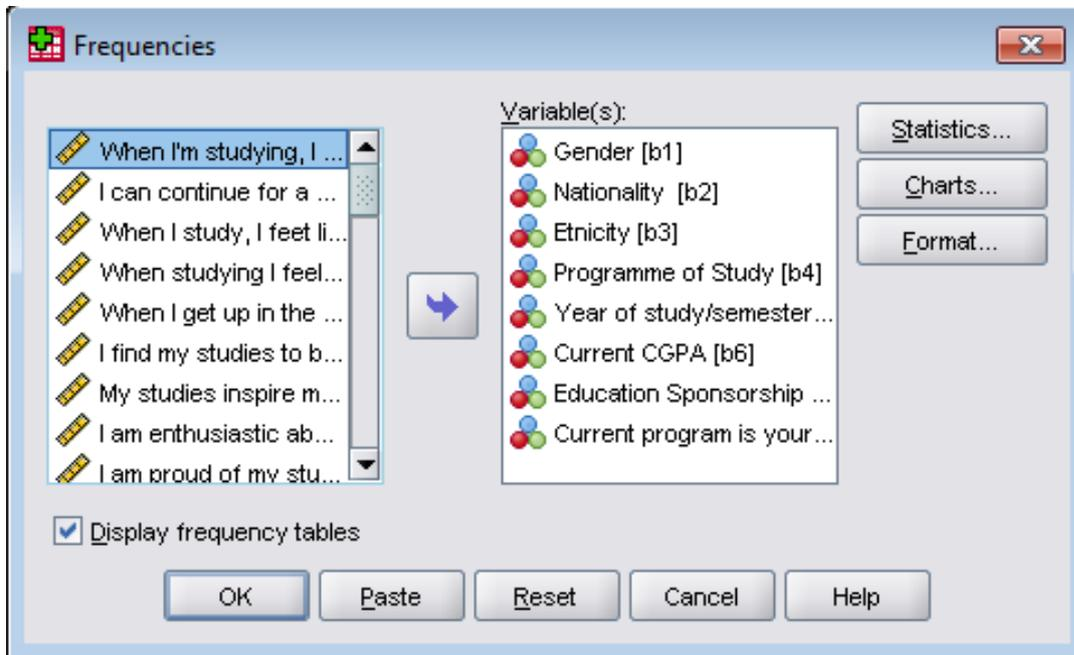 Frequencies
When I'm studying, I ...
I can continue for a ...
When I study, I feet li...
When studying I feel...
When I get up in the ...
I find my studies to b...
My studies inspire m...
I am enthusiastic ab...
I am proud of my stu...
Variable(s):
Gender [b1]
Nationality [b2]
Etnicity [b3]
Programme of Study [b4]
Year of study/semester...
Current CGPA [b6]
Education Sponsorship ...
Current program is your...
Statistics...
Charts...
Format...
Display frequency tables
OK
Paste
Reset
Cancel
Help